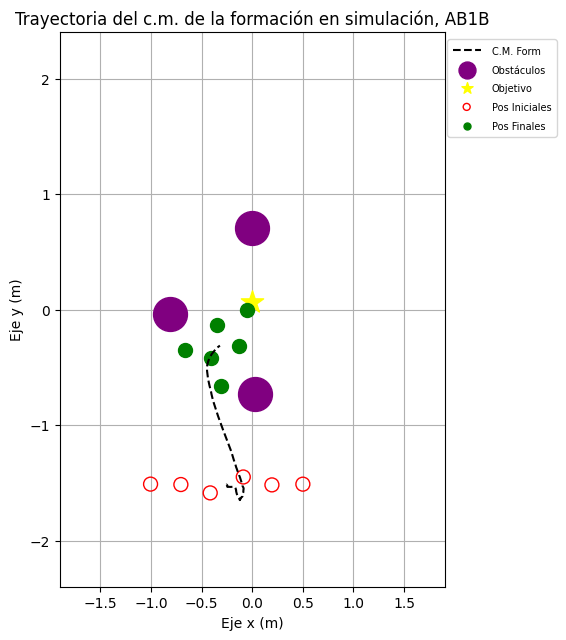 Trayectoria del c.m. de la formación en simulación, AB1B
C.M. Form
Obstáculos
Objetivo
Pos Iniciales
Pos Finales
Eje y (m)
2
1
0
−1
−2
−1.5
−1.0
−0.5
0.0
0.5
1.0
1.5
Eje x (m)